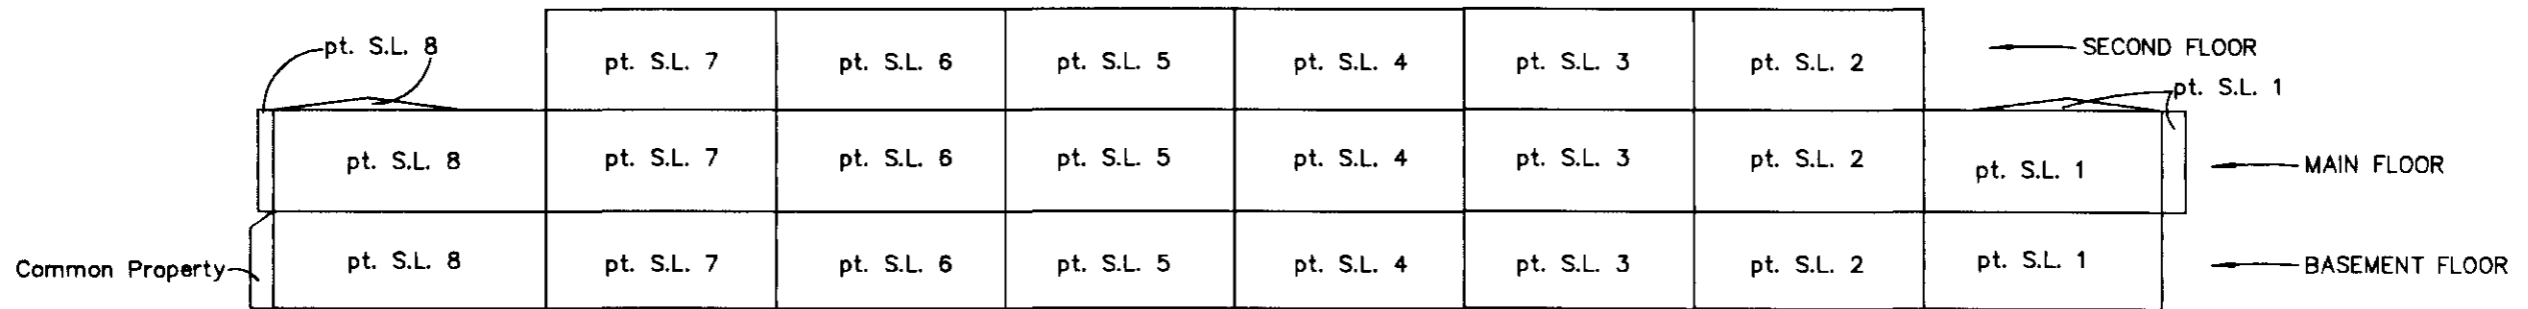 pt. S.L. 8
pt. S.L. 7 pt. S.L. 6 pt. S.L. 5 pt. S.L. 4 pt. S.L. 3 pt. S.L. 2 SECOND FLOOR
pt. S.L. 1
pt. S.L. 8 pt. S.L. 7 pt. S.L. 6 pt. S.L. 5 pt. S.L. 4 pt. S.L. 3 pt. S.L. 2 pt. S.L. 1 MAIN FLOOR
Common Property pt. S.L. 8 pt. S.L. 7 pt. S.L. 6 pt. S.L. 5 pt. S.L. 4 pt. S.L. 3 pt. S.L. 2 pt. S.L. 1 BASEMENT FLOOR